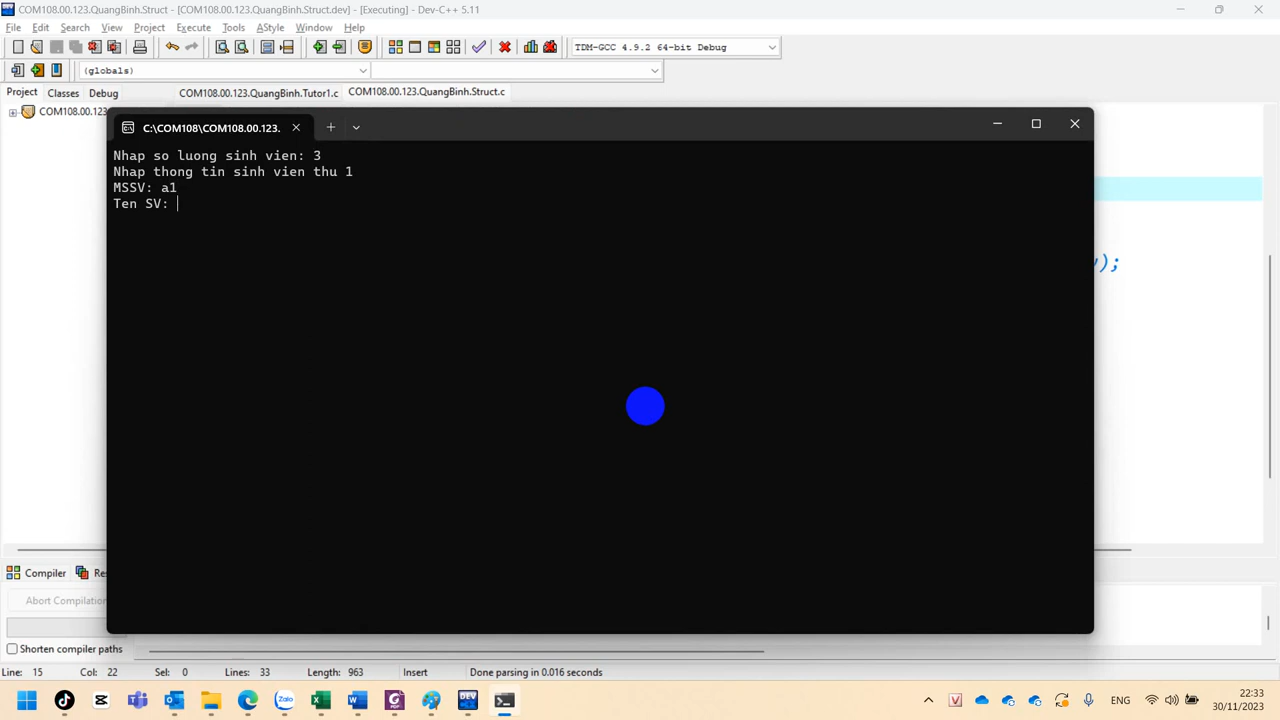 COM108.00.123.QuangBinh.Struct - [COM108.00.123.QuangBinh.Struct.dev] - [Executing] - Dev-C++ 5.11
File Edit Search View Project Execute Tools AStyle Window Help
TDM-GCC 4.9.2 64-bit Debug
(globals)
Project Classes Debug
COM108.00.123.QuangBinh.Tutor1.c COM108.00.123.QuangBinh.Struct.c
COM108.00.123.
C:\COM108\COM108.00.123.
Nhap so luong sinh vien: 3
Nhap thong tin sinh vien thu 1
MSSV: a1
Ten SV:
);
Compiler Re
Abort Compilation
Shorten compiler paths
Line: 15 Col: 22 Sel: 0 Lines: 33 Length: 963 Insert Done parsing in 0.016 seconds
DEV
ENG
22:33
30/11/2023